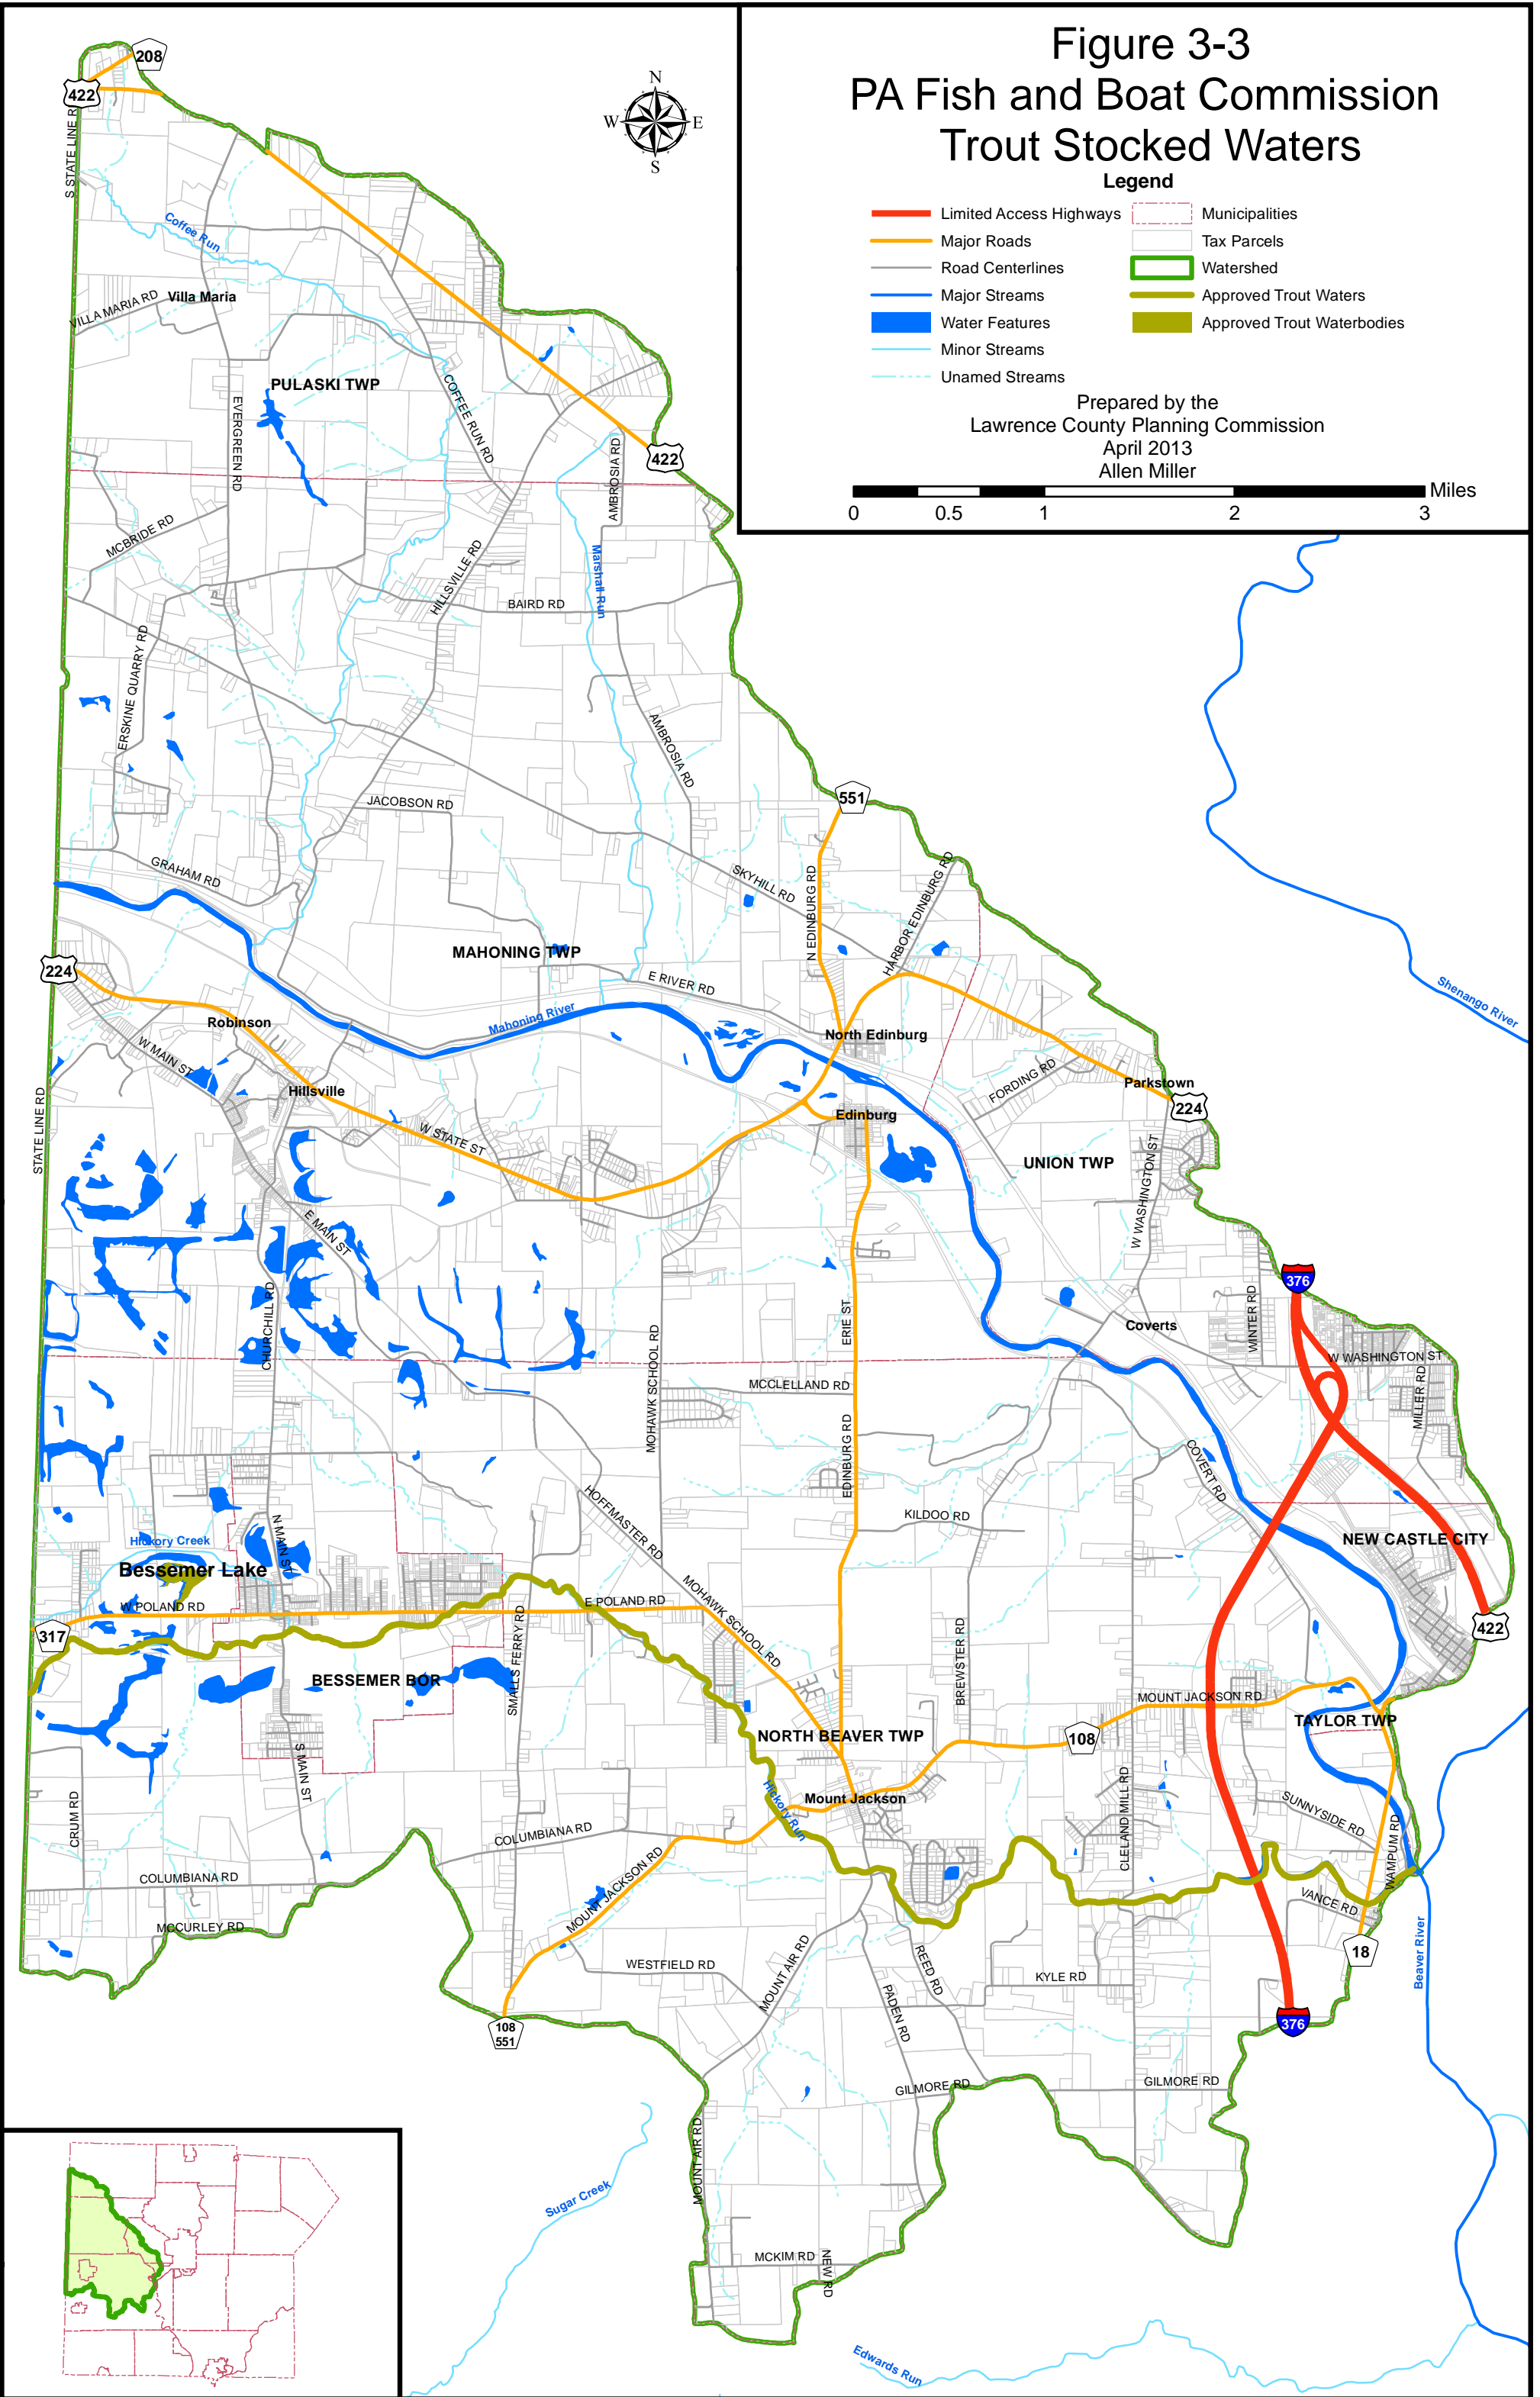 Figure 3-3
PA Fish and Boat Commission
Trout Stocked Waters
Legend
Limited Access Highways
Major Roads
Road Centerlines
Major Streams
Water Features
Minor Streams
Unamed Streams
Municipalities
Tax Parcels
Watershed
Approved Trout Waters
Approved Trout Waterbodies
Prepared by the
Lawrence County Planning Commission
April 2013
Allen Miller
Miles
0 0.5 1 2 3
N
W E
S
208
422
S STATE LINE R
Coffee Run
VILLA MARIA RD
Villa Maria
PULASKI TWP
EVERGREEN RD
COFFEE RUN RD
AMBROSIA RD
422
MCBRIDE RD
HILLSVILLE RD
Marshall Run
BAIRD RD
ERSKINE QUARRY RD
AMBROSIA RD
JACOBSON RD
551
GRAHAM RD
SKYHILL RD
N EDINBURG RD
HARBOR EDINBURG RD
MAHONING TWP
224
E RIVER RD
Mahoning River
Shenango River
Robinson
W MAIN ST
North Edinburg
Hillsville
FORDING RD
Parkstown
224
Edinburg
STATE LINE RD
W STATE ST
UNION TWP
W WASHINGTON ST
E MAIN ST
376
CHURCHILL RD
ERIE ST
Coverts
WINTER RD
MOHAWK SCHOOL RD
W WASHINGTON ST
MCCLELLAND RD
MILLER RD
EDINBURG RD
COVERT RD
HOFFMASTER RD
KILDOO RD
N MAIN ST
Hickory Creek
NEW CASTLE CITY
Bessemer Lake
W POLAND RD
E POLAND RD
MOHAWK SCHOOL RD
317
422
SMALLS FERRY RD
BREWSTER RD
BESSEMER BOR
MOUNT JACKSON RD
NORTH BEAVER TWP
108
TAYLOR TWP
S MAIN ST
Hickory Run
Mount Jackson
CRUM RD
COLUMBIANA RD
CLELAND MILL RD
SUNNYSIDE RD
WAMPUM RD
COLUMBIANA RD
MOUNT JACKSON RD
VANCE RD
MCCURLEY RD
18
WESTFIELD RD
MOUNT AIR RD
REED RD
KYLE RD
Beaver River
PADEN RD
108
551
376
GILMORE RD
GILMORE RD
MOUNT AIR RD
Sugar Creek
MCKIM RD
NEW RD
Edwards Run